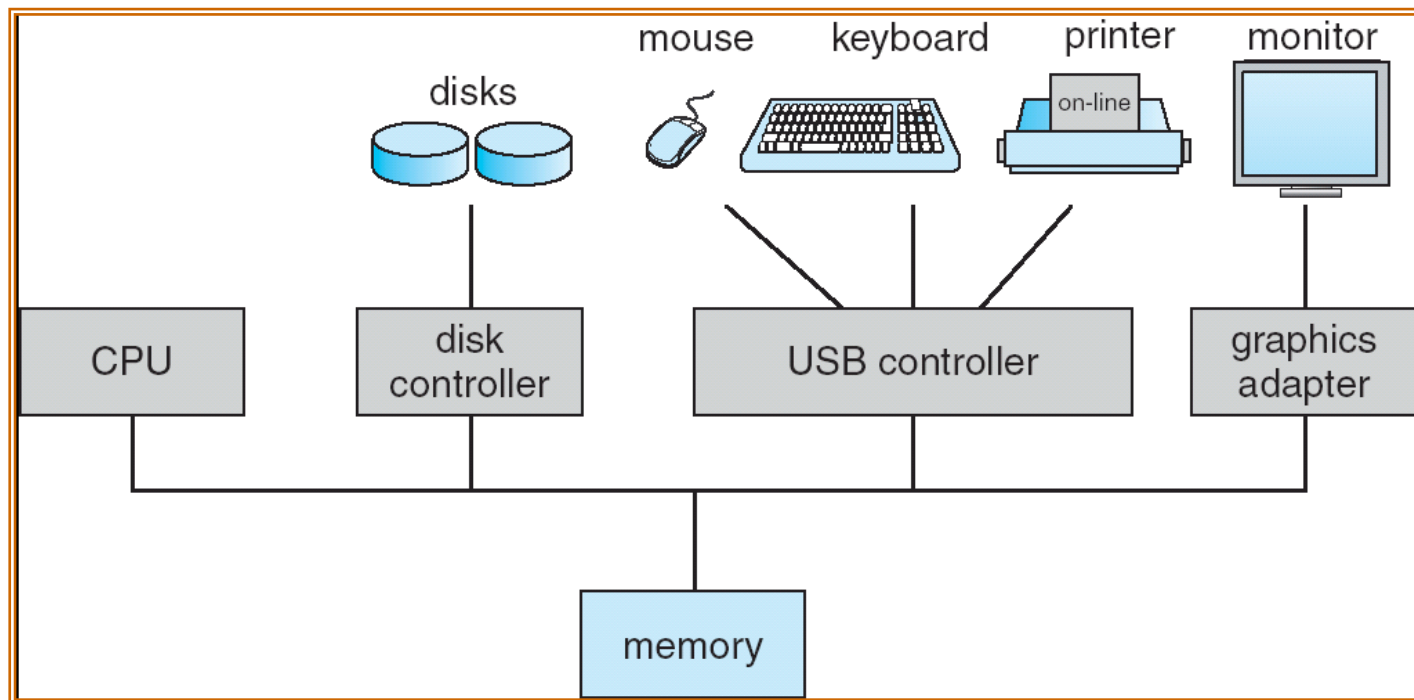 mouse
keyboard
printer
monitor
disks
on-line
CPU
disk
controller
USB controller
graphics
adapter
memory